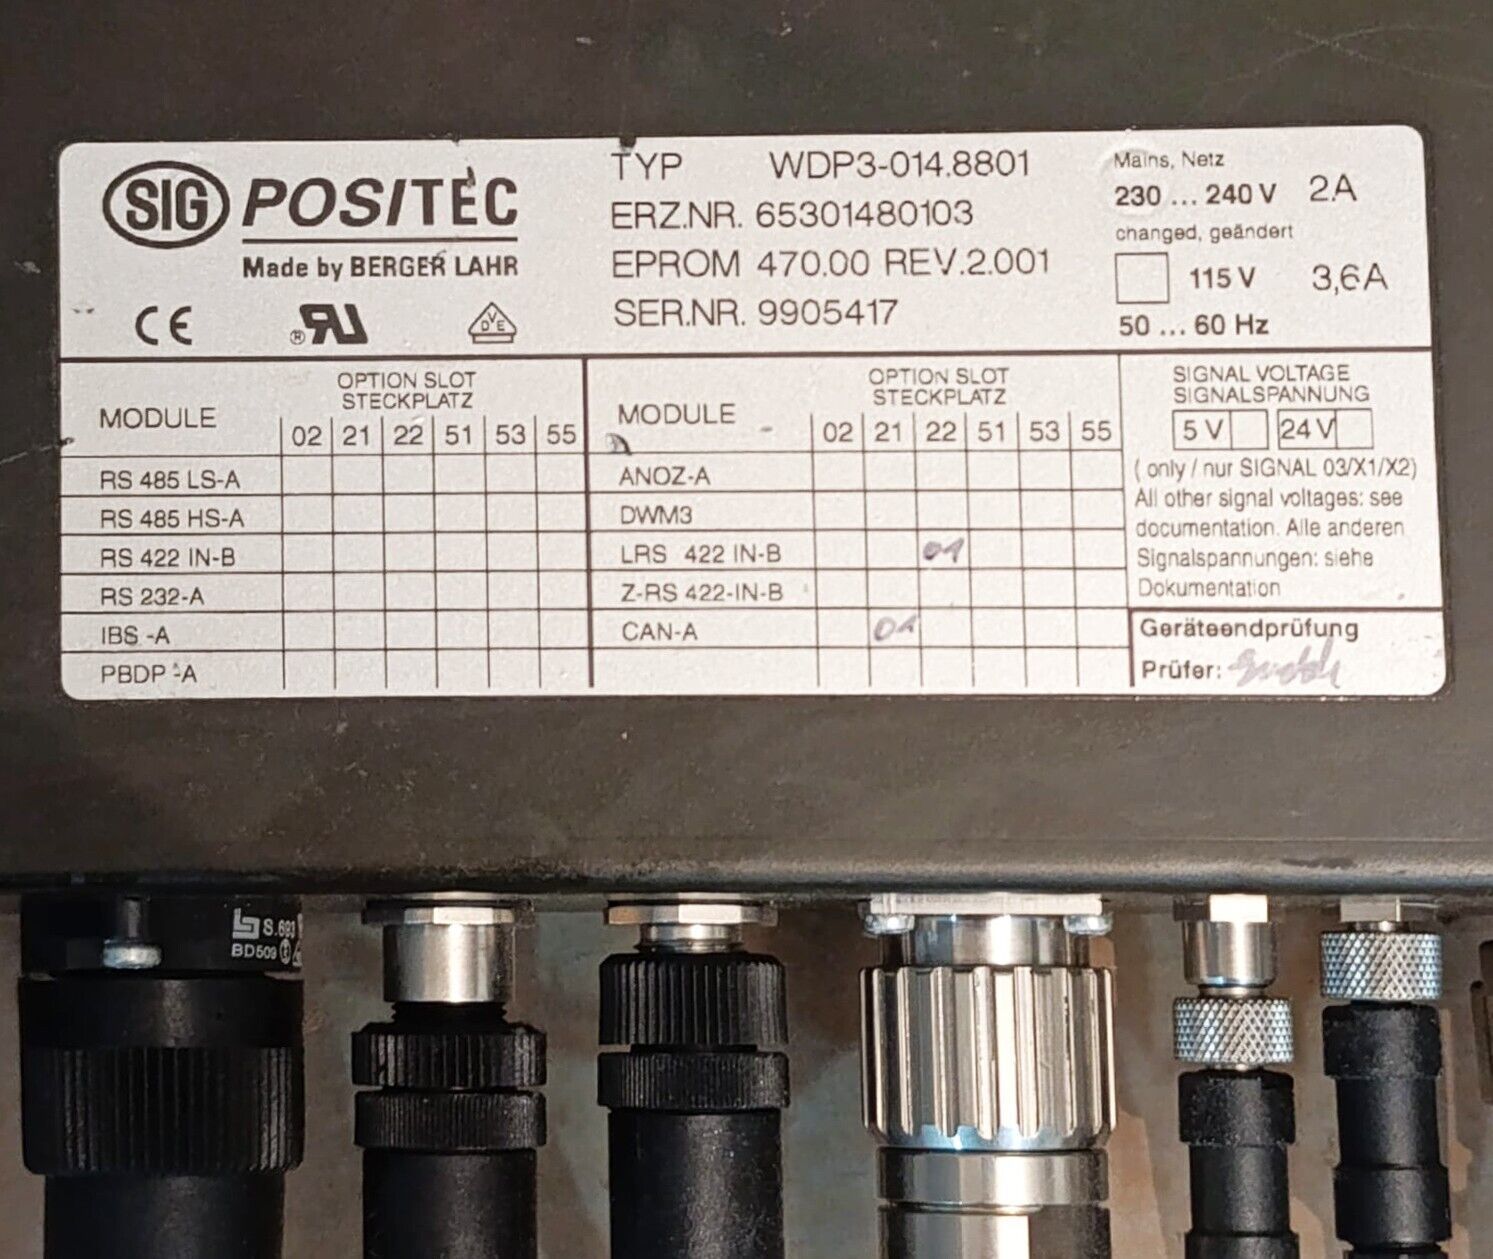 SIG POSITEC
Made by BERGER LAHR
CE ® RU VDE
TYP WDP3-014.8801
ERZ.NR. 65301480103
EPROM 470.00 REV.2.001
SER.NR. 9905417
Mains, Netz
230 ... 240 V 2A
changed, geändert
115 V 3,6A
50 ... 60 Hz
MODULE
OPTION SLOT
STECKPLATZ
02 21 22 51 53 55
RS 485 LS-A
RS 485 HS-A
RS 422 IN-B
RS 232-A
IBS -A
PBDP -A
MODULE
OPTION SLOT
STECKPLATZ
02 21 22 51 53 55
ANOZ-A
DWM3
LRS 422 IN-B 01
Z-RS 422-IN-B
CAN-A 01
SIGNAL VOLTAGE
SIGNALSPANNUNG
5 V 24 V
( only / nur SIGNAL 03/X1/X2)
All other signal voltages: see
documentation. Alle anderen
Signalspannungen: siehe
Dokumentation
Geräteendprüfung
Prüfer:
S.693
BD509